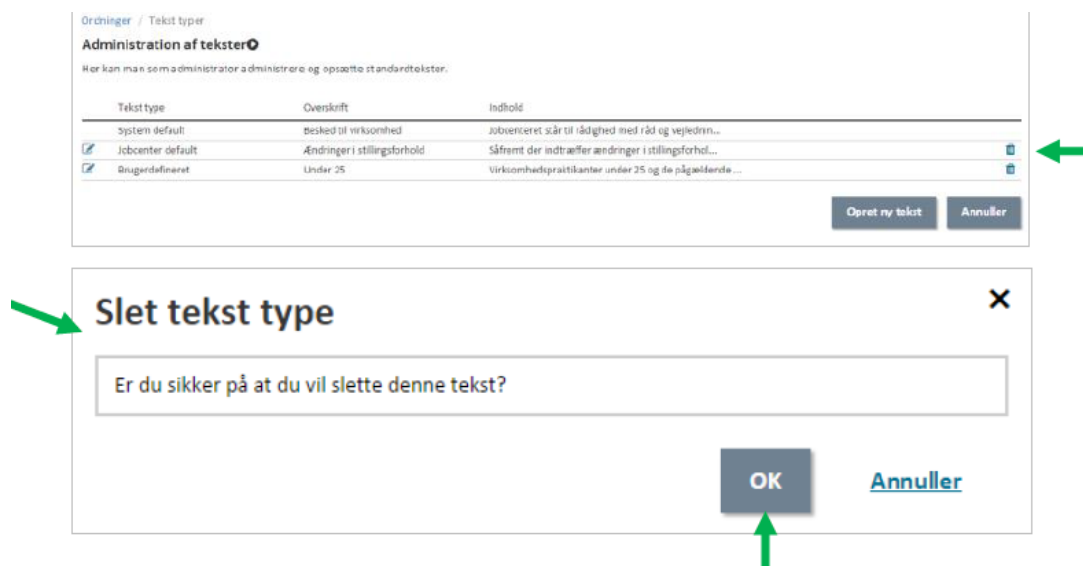 Ordninger / Tekst typer
Administration af tekster
Her kan man som administrator administrere og opsætte standardtekster.
Tekst type Overskrift Indhold
System default Besked til virksomhed Jobcenteret står til rådighed med råd og vejlednin...
Jobcenter default Ændringer i stillingsforhold Såfremt der indtræffer ændringer i stillingsforhol...
Brugerdefineret Under 25 Virksomhedspraktikanter under 25 og de pågældende ...
Opret ny tekst Annuller
Slet tekst type
Er du sikker på at du vil slette denne tekst?
OK Annuller